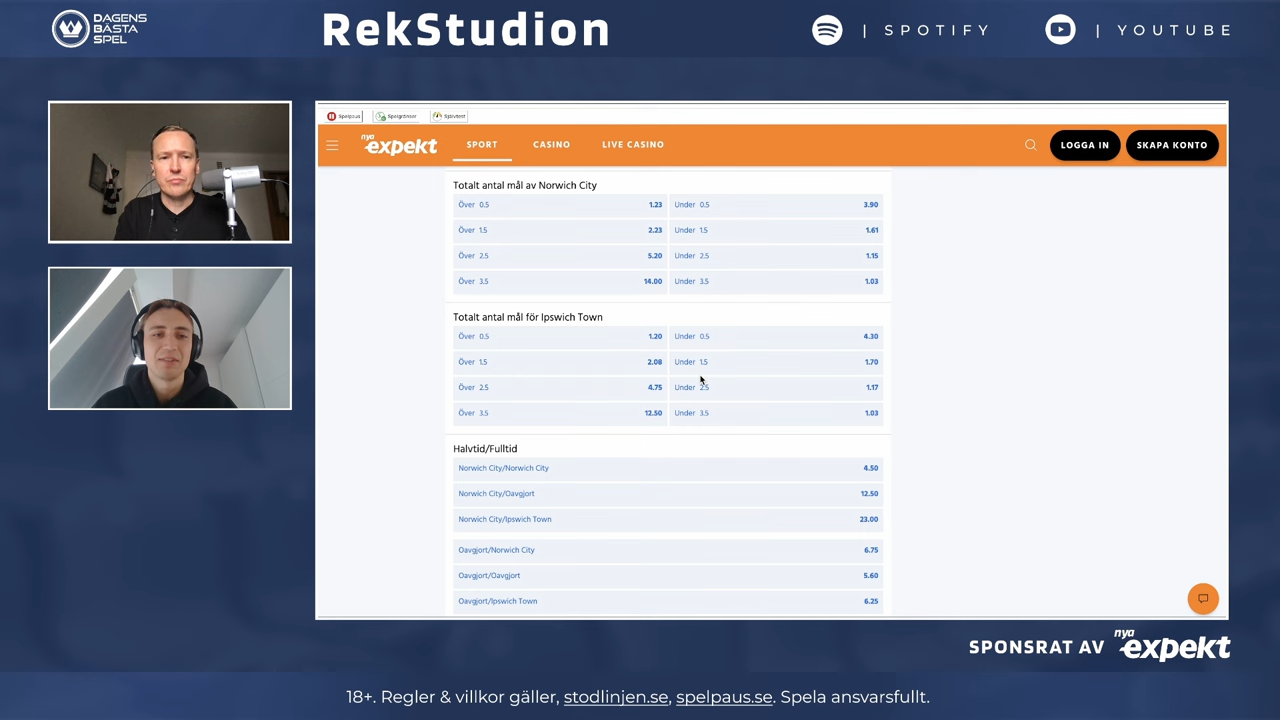 DAGENS
BÄSTA
SPEL
RekStudion
| SPOTIFY
| YOUTUBE
Spelpaus
Spelgränser
Självtest
nya
expekt
SPORT
CASINO
LIVE CASINO
LOGGA IN
SKAPA KONTO
Totalt antal mål av Norwich City
Över 0.5 1.23 Under 0.5 3.90
Över 1.5 2.23 Under 1.5 1.61
Över 2.5 5.20 Under 2.5 1.15
Över 3.5 14.00 Under 3.5 1.03
Totalt antal mål för Ipswich Town
Över 0.5 1.20 Under 0.5 4.30
Över 1.5 2.08 Under 1.5 1.70
Över 2.5 4.75 Under 2.5 1.17
Över 3.5 12.50 Under 3.5 1.03
Halvtid/Fulltid
Norwich City/Norwich City 4.50
Norwich City/Oavgjort 12.50
Norwich City/Ipswich Town 23.00
Oavgjort/Norwich City 6.75
Oavgjort/Oavgjort 5.60
Oavgjort/Ipswich Town 6.25
SPONSRAT AV nya expekt
18+. Regler & villkor gäller, stodlinjen.se, spelpaus.se. Spela ansvarsfullt.